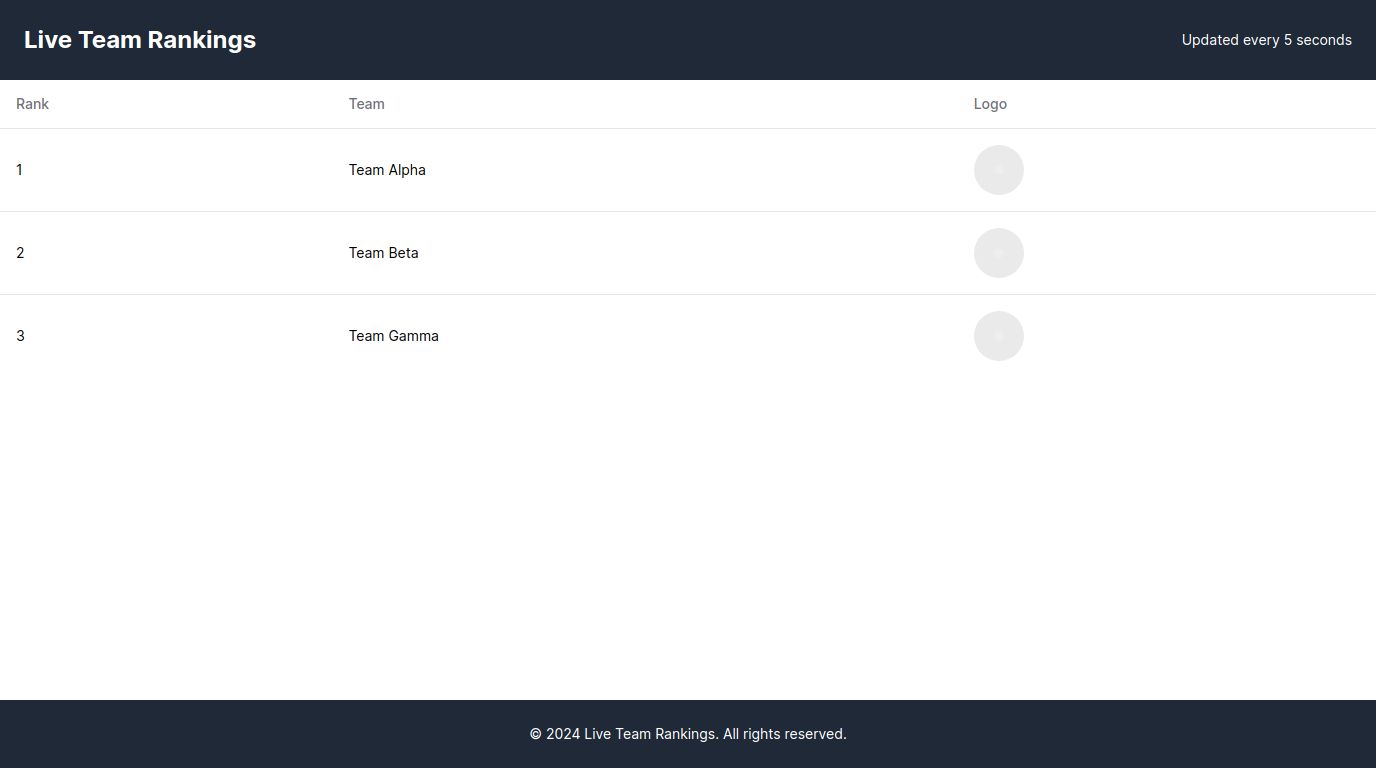 Live Team Rankings
Updated every 5 seconds
Rank Team Logo
1 Team Alpha
2 Team Beta
3 Team Gamma
© 2024 Live Team Rankings. All rights reserved.